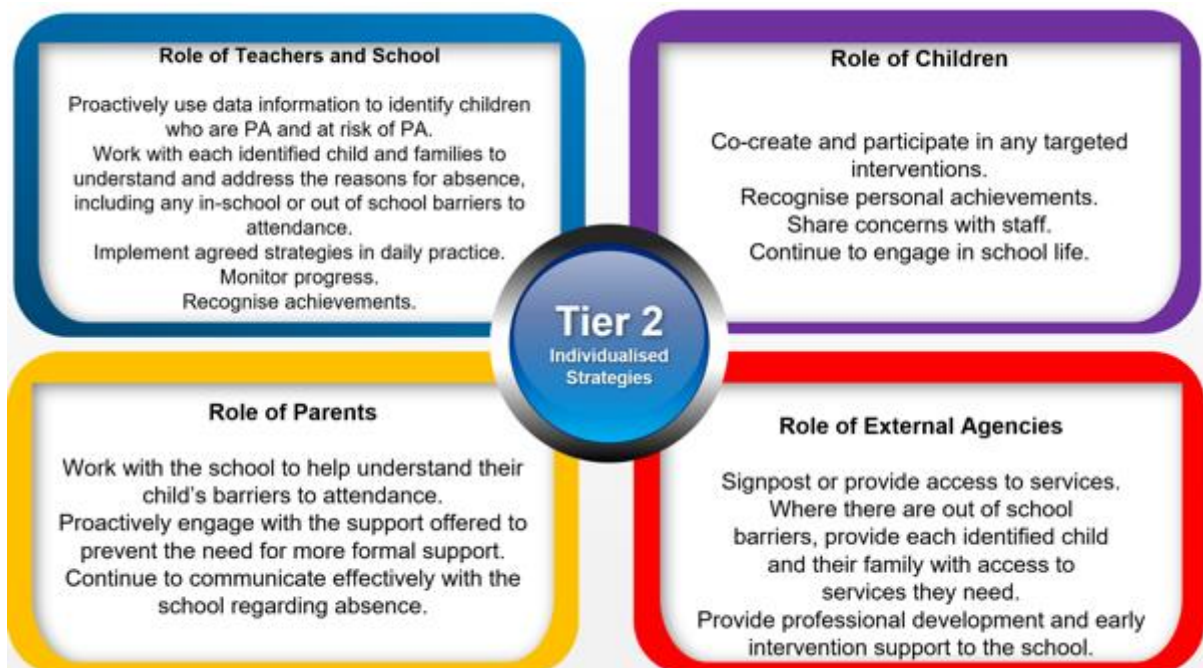 Role of Teachers and School
Proactively use data information to identify children
who are PA and at risk of PA.
Work with each identified child and families to
understand and address the reasons for absence,
including any in-school or out of school barriers to
attendance.
Implement agreed strategies in daily practice.
Monitor progress.
Recognise achievements.
Role of Children
Co-create and participate in any targeted
interventions.
Recognise personal achievements.
Share concerns with staff.
Continue to engage in school life.
Tier 2
Individualised
Strategies
Role of Parents
Work with the school to help understand their
child's barriers to attendance.
Proactively engage with the support offered to
prevent the need for more formal support.
Continue to communicate effectively with the
school regarding absence.
Role of External Agencies
Signpost or provide access to services.
Where there are out of school
barriers, provide each identified child
and their family with access to
services they need.
Provide professional development and early
intervention support to the school.